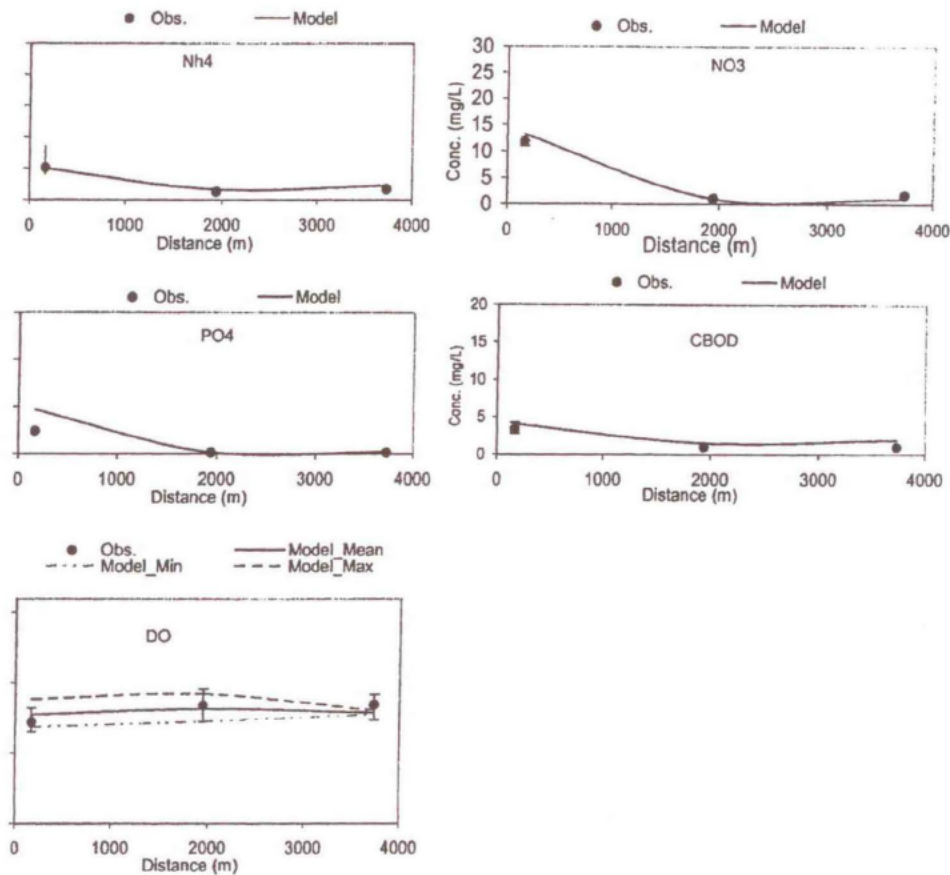 Obs. Model
Nh4
0 1000 2000 3000 4000
Distance (m)
Obs. Model
30
25
20
15
10
5
0
Conc. (mg/L)
NO3
0 1000 2000 3000 4000
Distance (m)
Obs. Model
PO4
0 1000 2000 3000 4000
Distance (m)
Obs. Model
20
15
10
5
0
Conc. (mg/L)
CBOD
0 1000 2000 3000 4000
Distance (m)
Obs. Model_Mean
Model_Min Model_Max
DO
0 1000 2000 3000 4000
Distance (m)